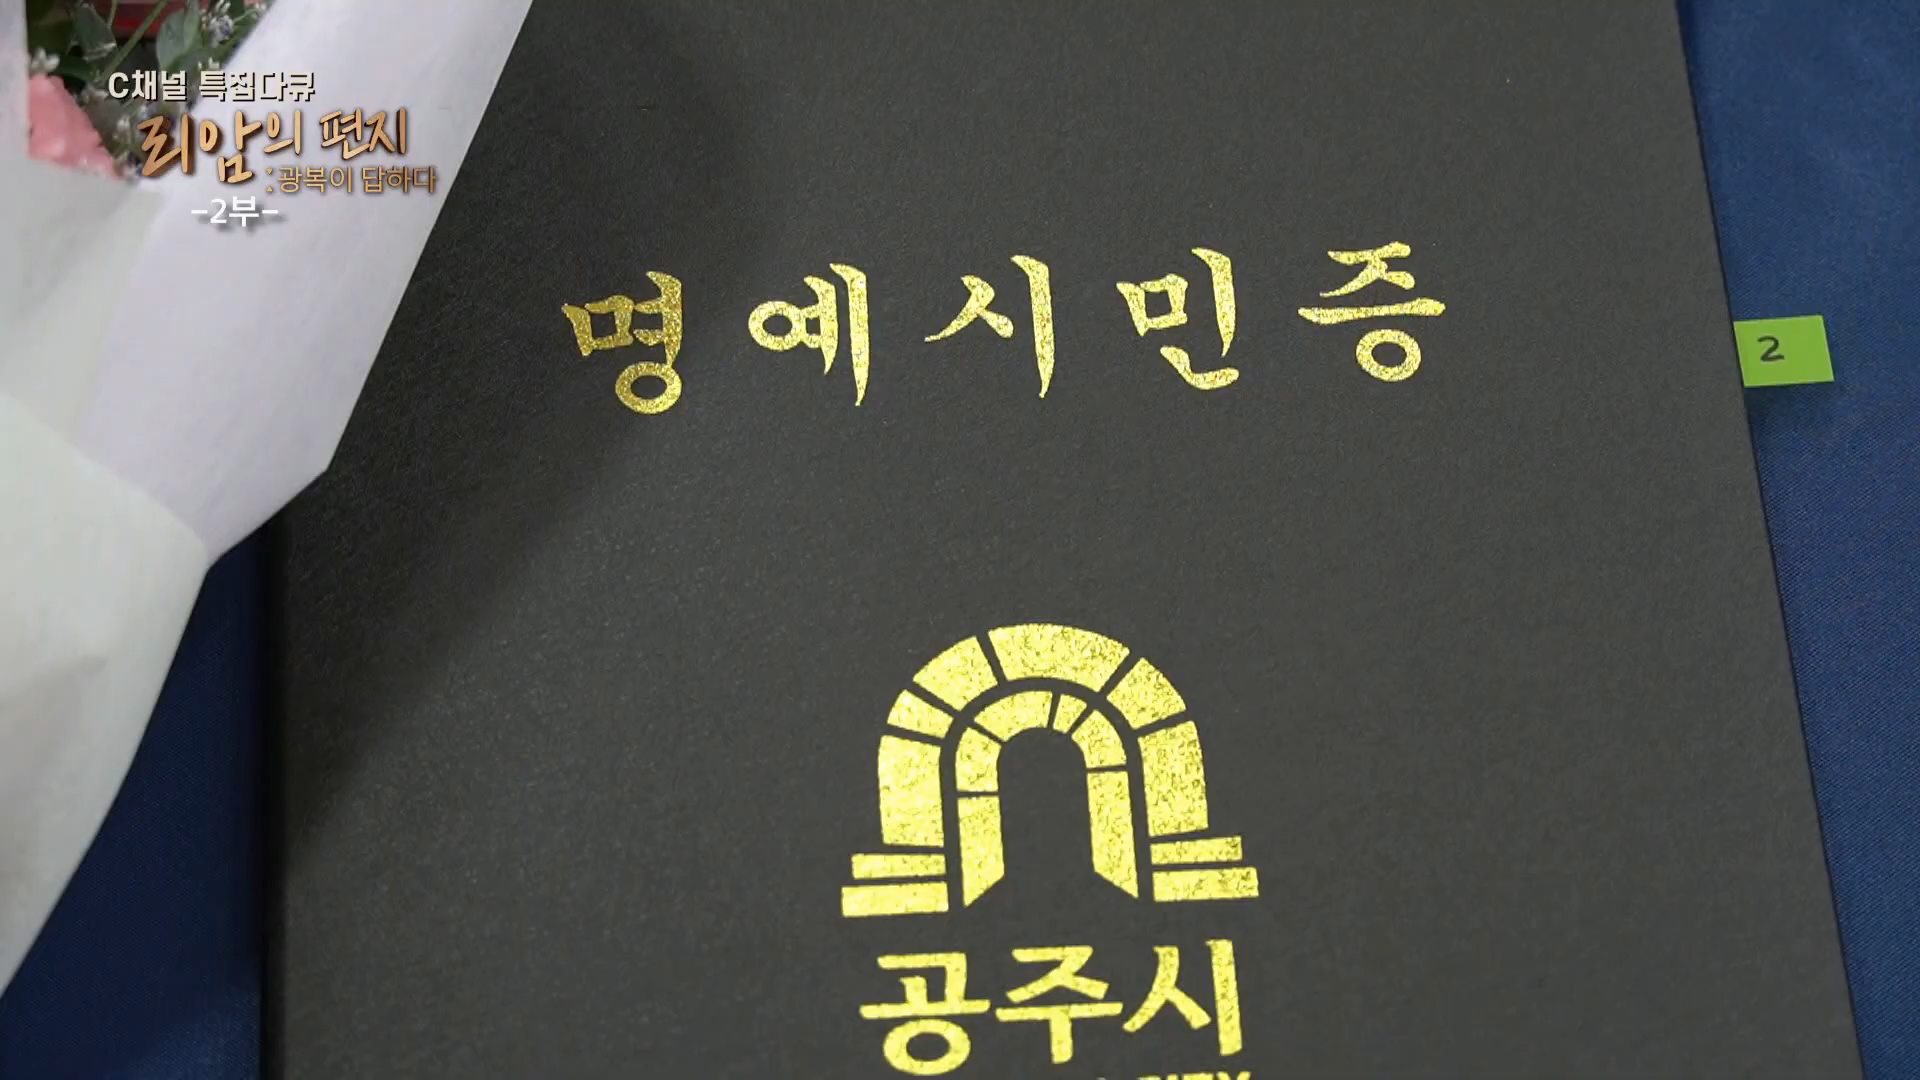 C채널 특집다큐
리암의 편지
:광복이 답하다
-2부-
명예시민증
2
공주시